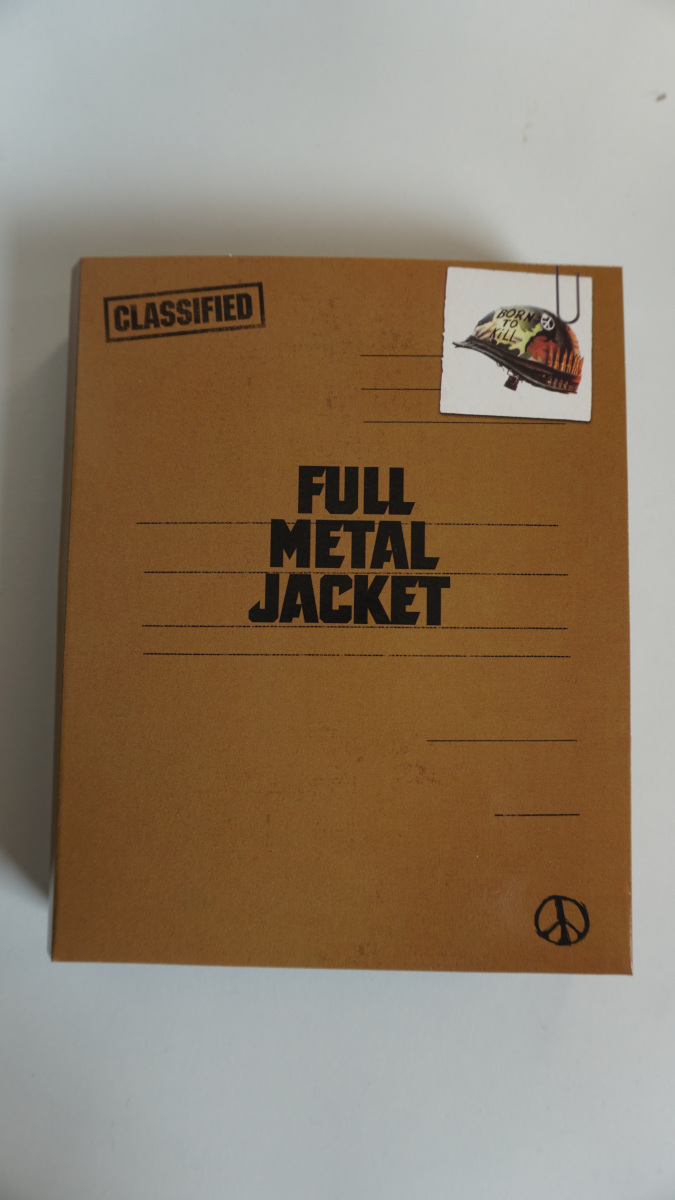 CLASSIFIED
BORN
TO
KILL
FULL
METAL
JACKET